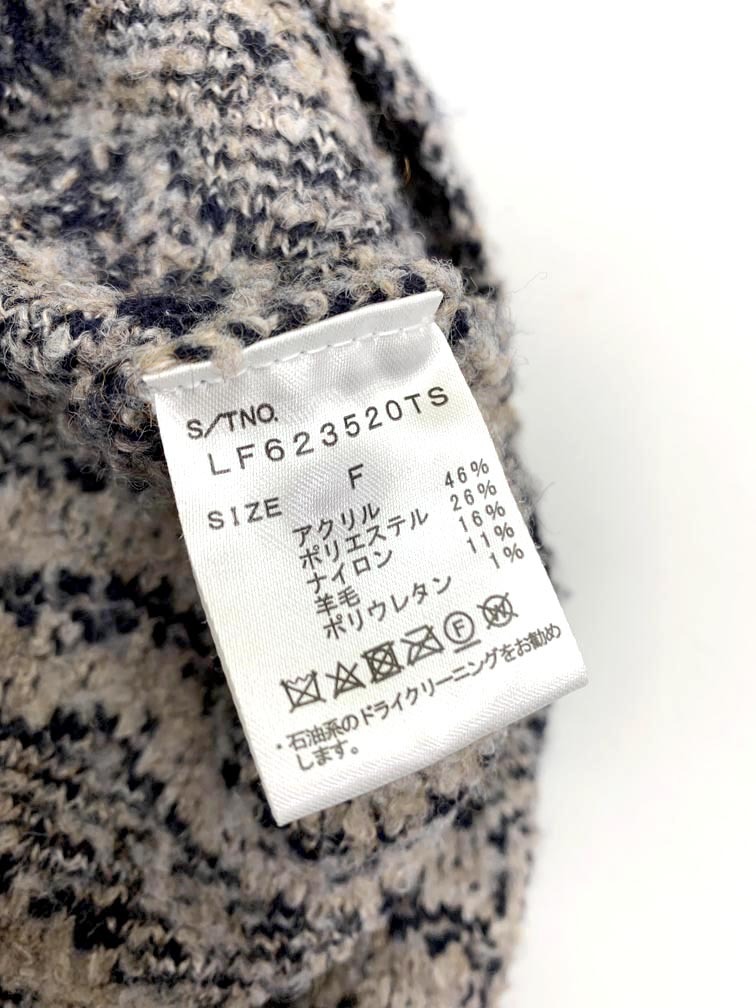 S/TNO.
LF623520TS
SIZE F
アクリル 46%
ポリエステル 26%
ナイロン 16%
羊毛 11%
ポリウレタン 1%
F W
・石油系のドライクリーニングをお勧め
します。